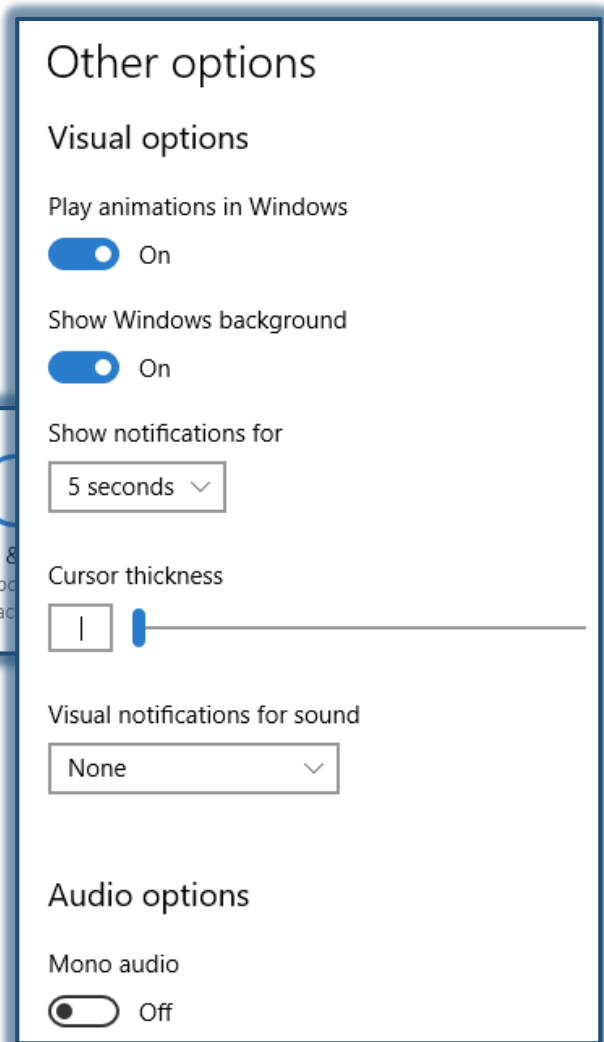 Other options
Visual options
Play animations in Windows
On
Show Windows background
On
Show notifications for
5 seconds
Cursor thickness
Visual notifications for sound
None
Audio options
Mono audio
Off
&